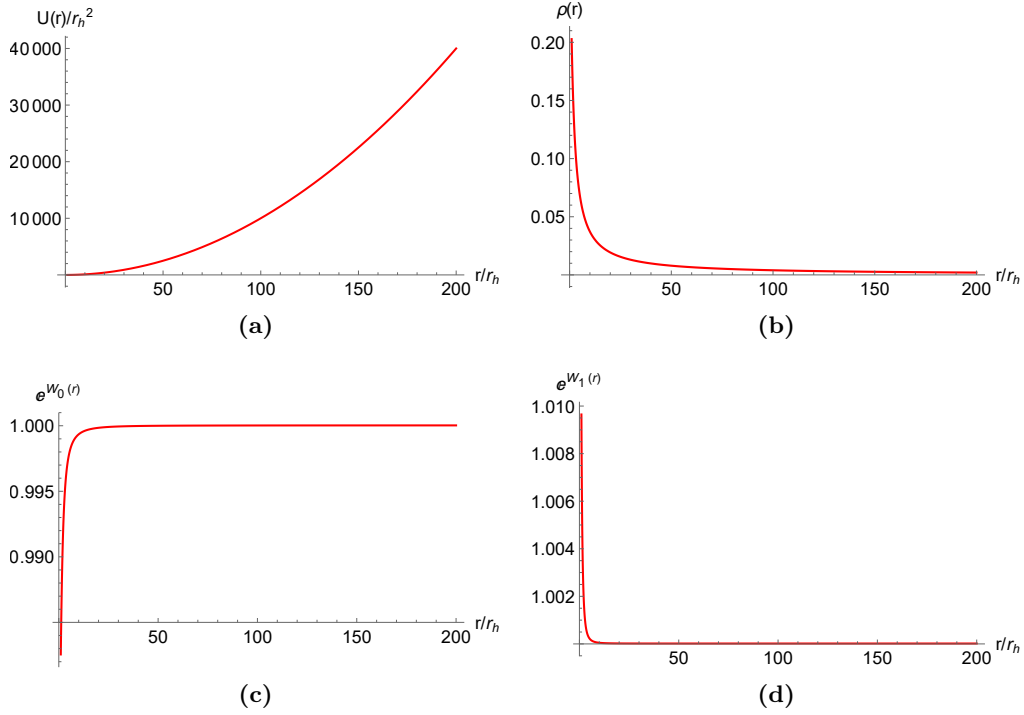 U(r)/r_h^2
40 000
30 000
20 000
10 000
50 100 150 200 r/r_h
(a)
ρ(r)
0.20
0.15
0.10
0.05
50 100 150 200 r/r_h
(b)
e^{W_0 (r)}
1.000
0.995
0.990
50 100 150 200 r/r_h
(c)
e^{W_1 (r)}
1.010
1.008
1.006
1.004
1.002
50 100 150 200 r/r_h
(d)